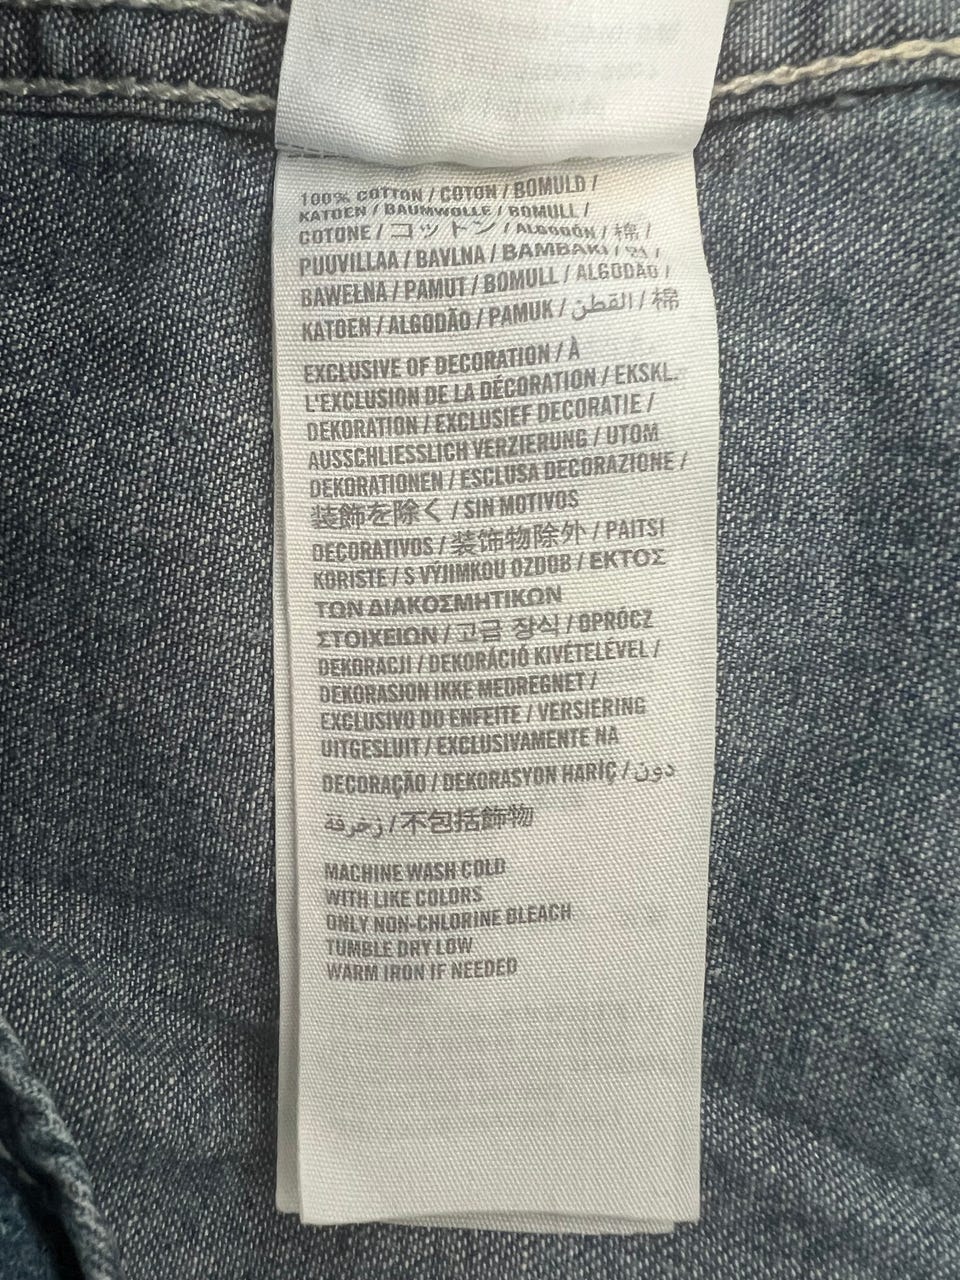 100% COTTON / COTON / BOMULD /
KATOEN / BAUMWOLLE / BOMULL /
COTONE / コットン / ALGODÓN / 棉 /
PUUVILLAA / BAVLNA / BAMBAKI / 면 /
BAWEŁNA / PAMUT / BOMULL / ALGODÃO /
KATOEN / ALGODÃO / PAMUK / القطن / 棉
EXCLUSIVE OF DECORATION / À
L'EXCLUSION DE LA DÉCORATION / EKSKL.
DEKORATION / EXCLUSIEF DECORATIE /
AUSSCHLIESSLICH VERZIERUNG / UTOM
DEKORATIONEN / ESCLUSA DECORAZIONE /
装飾を除く / SIN MOTIVOS
DECORATIVOS / 装饰物除外 / PAITSI
KORISTE / S VÝJIMKOU OZDOB / ΕΚΤΟΣ
ΤΩΝ ΔΙΑΚΟΣΜΗΤΙΚΩΝ
ΣΤΟΙΧΕΙΩΝ / 고급 장식 / OPRÓCZ
DEKORACJI / DEKORÁCIÓ KIVÉTELÉVEL /
DEKORASJON IKKE MEDREGNET /
EXCLUSIVO DO ENFEITE / VERSIERING
UITGESLUIT / EXCLUSIVAMENTE NA
DECORAÇÃO / DEKORASYON HARİÇ / دون
زخرفة / 不包括飾物
MACHINE WASH COLD
WITH LIKE COLORS
ONLY NON-CHLORINE BLEACH
TUMBLE DRY LOW
WARM IRON IF NEEDED